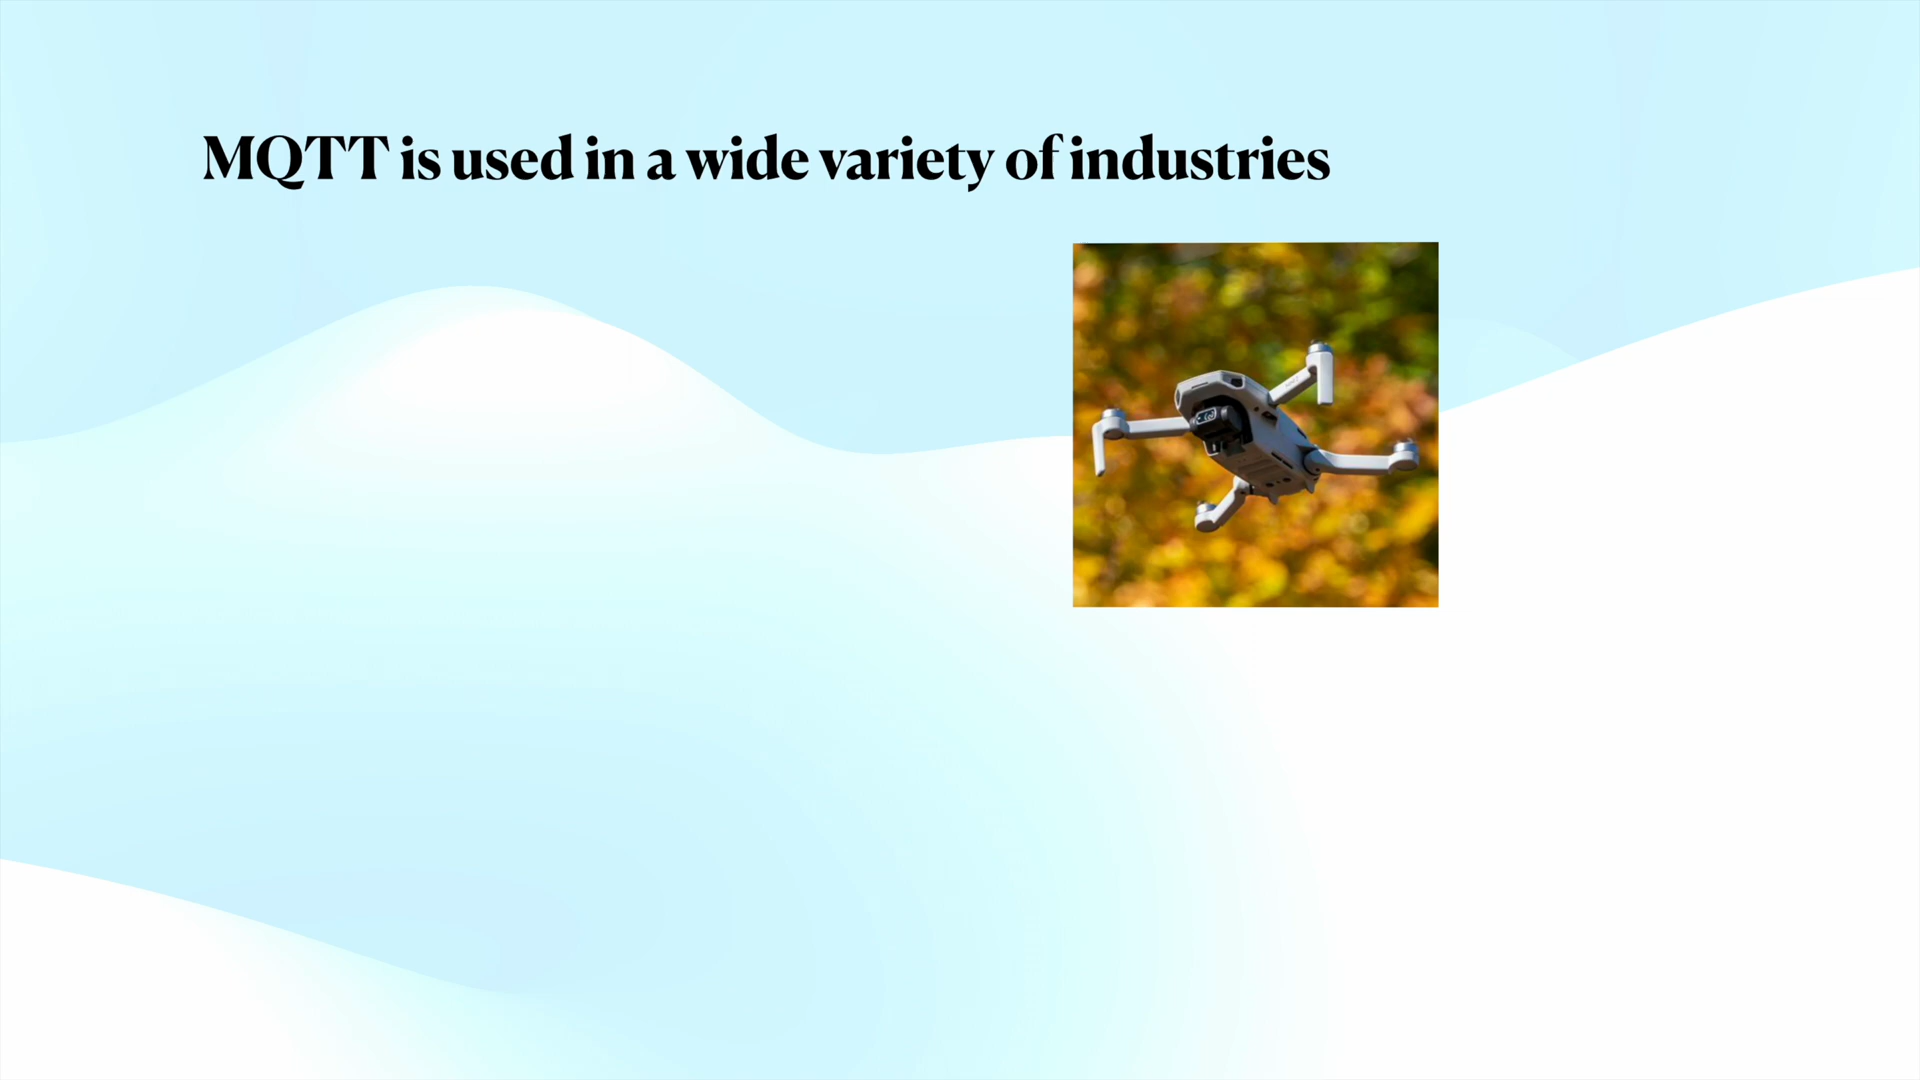 MQTT is used in a wide variety of industries